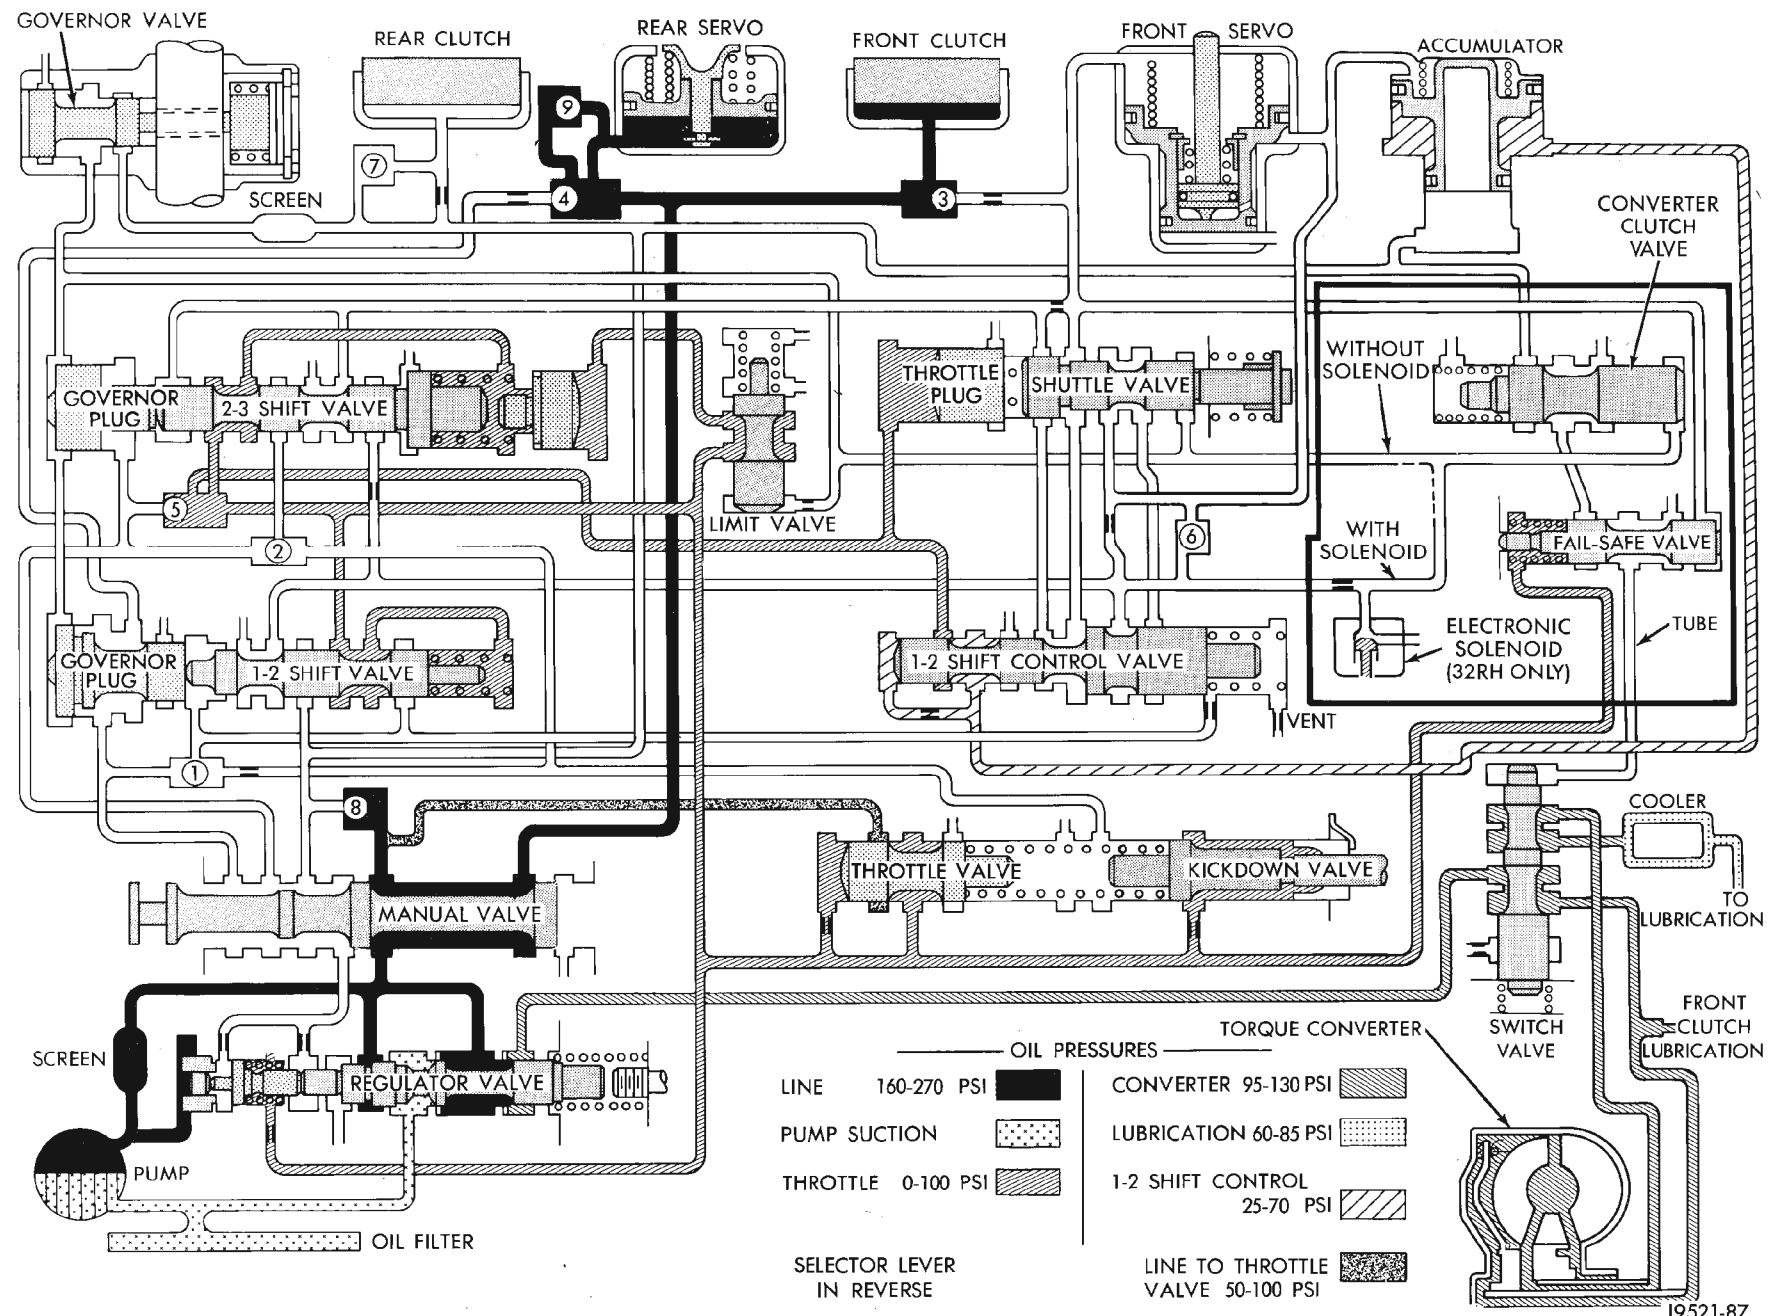 GOVERNOR VALVE
REAR CLUTCH
REAR SERVO
FRONT CLUTCH
FRONT SERVO
ACCUMULATOR
9
7
4
3
SCREEN
CONVERTER
CLUTCH
VALVE
GOVERNOR
PLUG
2-3 SHIFT VALVE
THROTTLE
PLUG
SHUTTLE VALVE
WITHOUT
SOLENOID
5
LIMIT VALVE
2
6
WITH
SOLENOID
FAIL-SAFE VALVE
GOVERNOR
PLUG
1-2 SHIFT VALVE
1-2 SHIFT CONTROL VALVE
ELECTRONIC
SOLENOID
(32RH ONLY)
TUBE
VENT
1
8
COOLER
THROTTLE VALVE
KICKDOWN VALVE
MANUAL VALVE
TO
LUBRICATION
SCREEN
REGULATOR VALVE
TORQUE CONVERTER
SWITCH
VALVE
FRONT
CLUTCH
LUBRICATION
PUMP
OIL FILTER
OIL PRESSURES
LINE 160-270 PSI
PUMP SUCTION
THROTTLE 0-100 PSI
CONVERTER 95-130 PSI
LUBRICATION 60-85 PSI
1-2 SHIFT CONTROL
25-70 PSI
SELECTOR LEVER
IN REVERSE
LINE TO THROTTLE
VALVE 50-100 PSI
J9521-87